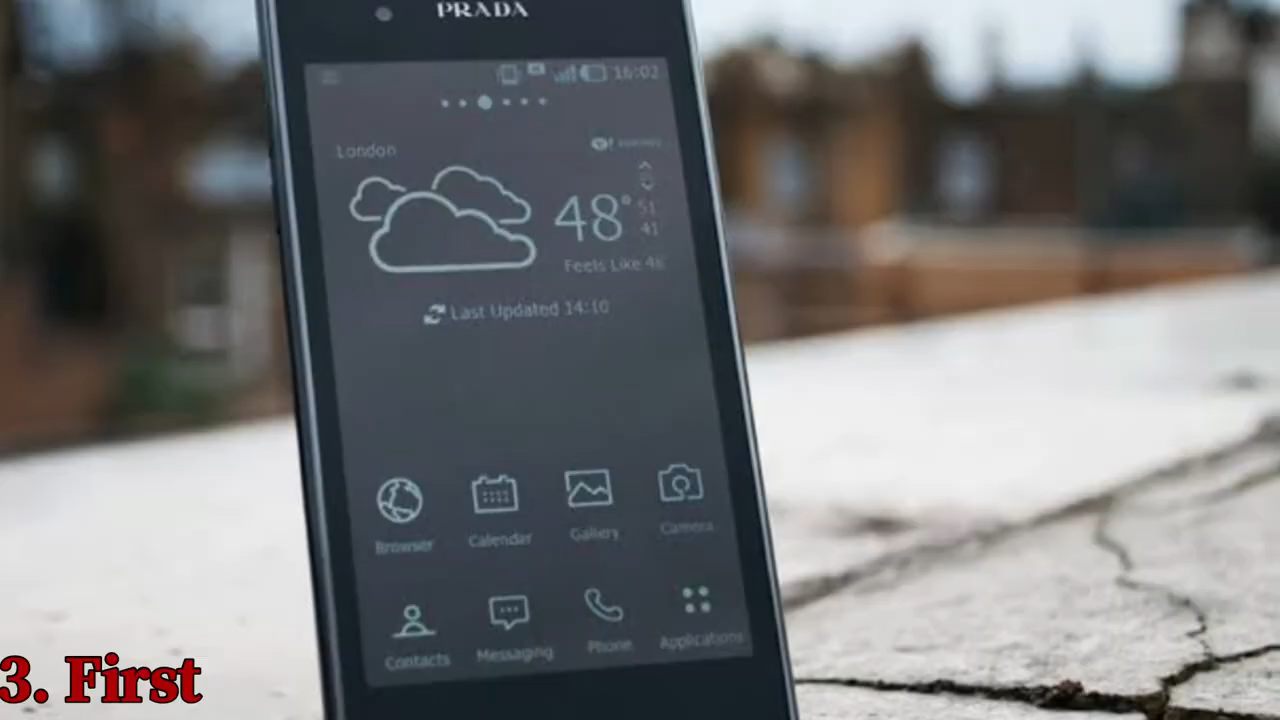 PRADA
16:02
London
48°
51
41
Feels Like
Last Updated 14:10
Browser
Calendar
Gallery
Camera
Contacts
Messaging
Phone
Applications
3. First